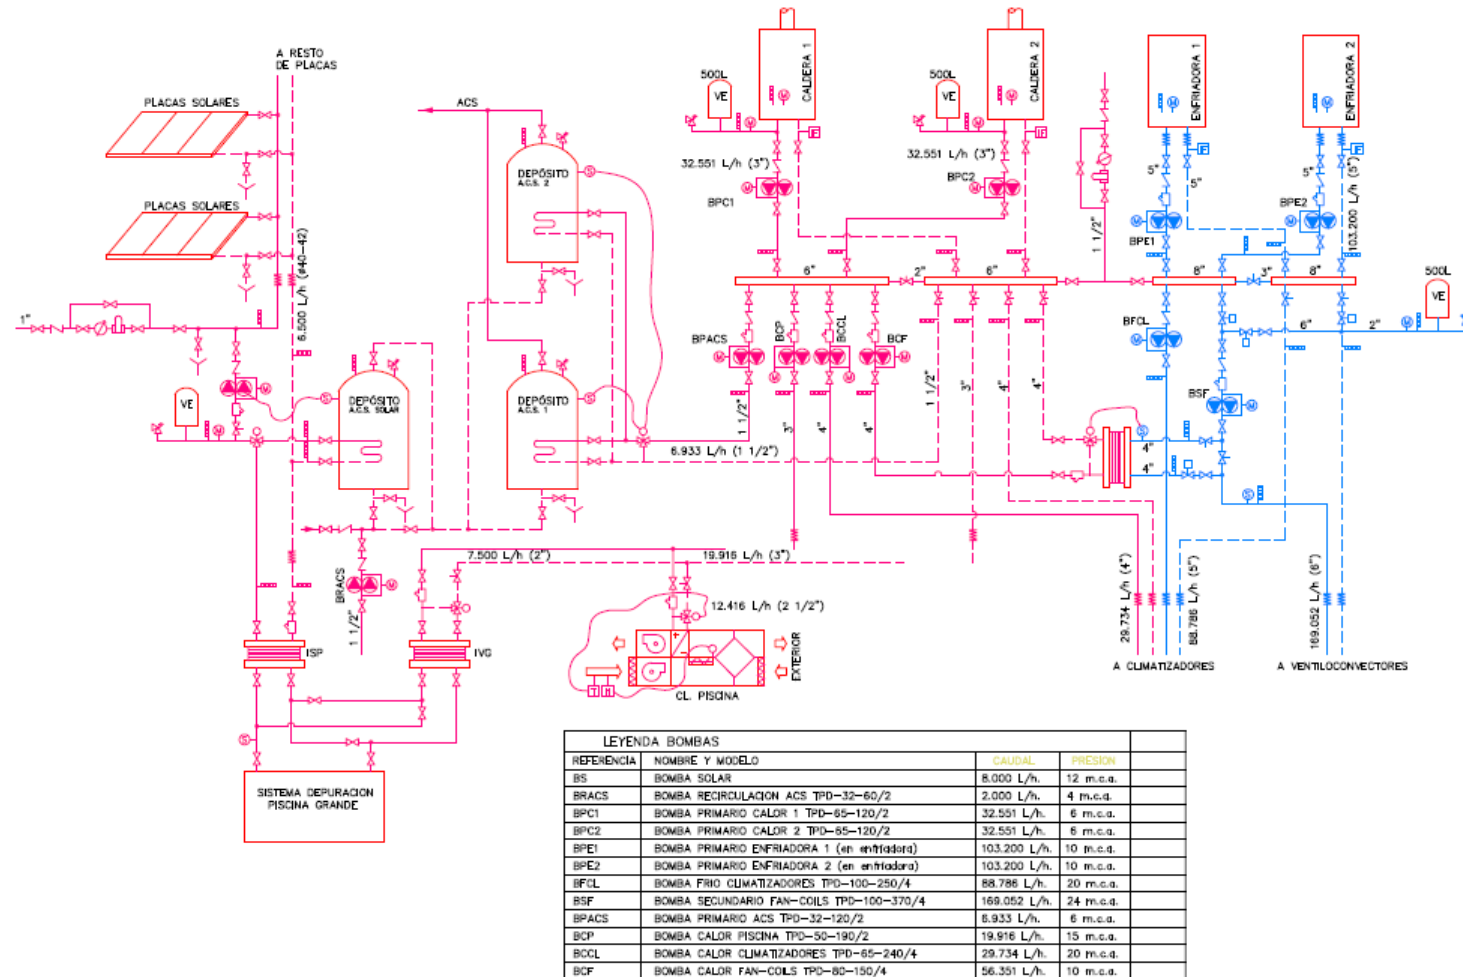 A RESTO
DE PLACAS
PLACAS SOLARES
PLACAS SOLARES
6.500 L/h (#40-42)
1"
VE
S
M
DEPÓSITO
A.C.S. SOLAR
ACS
DEPÓSITO
A.C.S. 2
DEPÓSITO
A.C.S. 1
500L
VE
CALDERA 1
32.551 L/h (3")
BPC1
500L
VE
CALDERA 2
32.551 L/h (3")
BPC2
1 1/2"
ENFRIADORA 1
5"
5"
BPE1
ENFRIADORA 2
5"
BPE2
103.200 L/h (5")
6"
2"
6"
8"
3"
8"
500L
VE
BPACS
BCP
BCCL
BCF
BFCL
6"
2"
BSF
1 1/2"
3"
4"
4"
1 1/2"
3"
4"
4"
6.933 L/h (1 1/2")
4"
4"
BRACS
1 1/2"
7.500 L/h (2")
19.916 L/h (3")
12.416 L/h (2 1/2")
29.734 L/h (4")
88.786 L/h (5")
169.052 L/h (6")
A CLIMATIZADORES
A VENTILOCONVECTORES
ISP
IVG
EXTERIOR
T
H
CL. PISCINA
SISTEMA DEPURACION
PISCINA GRANDE
LEYENDA BOMBAS
REFERENCIA NOMBRE Y MODELO CAUDAL PRESION
BS BOMBA SOLAR 8.000 L/h. 12 m.c.a.
BRACS BOMBA RECIRCULACION ACS TPD-32-60/2 2.000 L/h. 4 m.c.a.
BPC1 BOMBA PRIMARIO CALOR 1 TPD-65-120/2 32.551 L/h. 6 m.c.a.
BPC2 BOMBA PRIMARIO CALOR 2 TPD-65-120/2 32.551 L/h. 6 m.c.a.
BPE1 BOMBA PRIMARIO ENFRIADORA 1 (en enfriadora) 103.200 L/h. 10 m.c.a.
BPE2 BOMBA PRIMARIO ENFRIADORA 2 (en enfriadora) 103.200 L/h. 10 m.c.a.
BFCL BOMBA FRIO CLIMATIZADORES TPD-100-250/4 88.786 L/h. 20 m.c.a.
BSF BOMBA SECUNDARIO FAN-COILS TPD-100-370/4 169.052 L/h. 24 m.c.a.
BPACS BOMBA PRIMARIO ACS TPD-32-120/2 6.933 L/h. 6 m.c.a.
BCP BOMBA CALOR PISCINA TPD-50-190/2 19.916 L/h. 15 m.c.a.
BCCL BOMBA CALOR CLIMATIZADORES TPD-65-240/4 29.734 L/h. 20 m.c.a.
BCF BOMBA CALOR FAN-COILS TPD-80-150/4 56.351 L/h. 10 m.c.a.